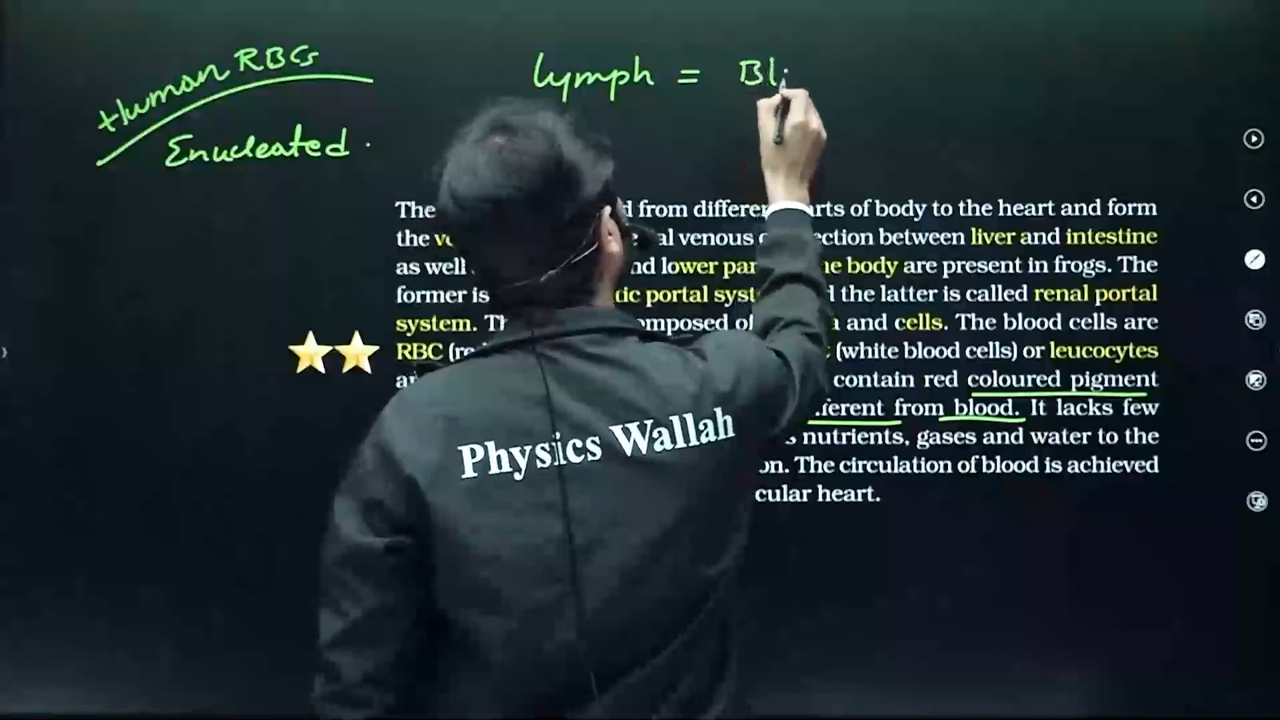 Human RBCs
Enucleated.
lymph = Bl
The d from differen arts of body to the heart and form
the al venous ection between liver and intestine
as well nd lower par e body are present in frogs. The
former is tic portal syst d the latter is called renal portal
system. omposed of and cells. The blood cells are
RBC (white blood cells) or leucocytes
contain red coloured pigment
ferent from blood. It lacks few
s nutrients, gases and water to the
on. The circulation of blood is achieved
cular heart.
Physics Wallah